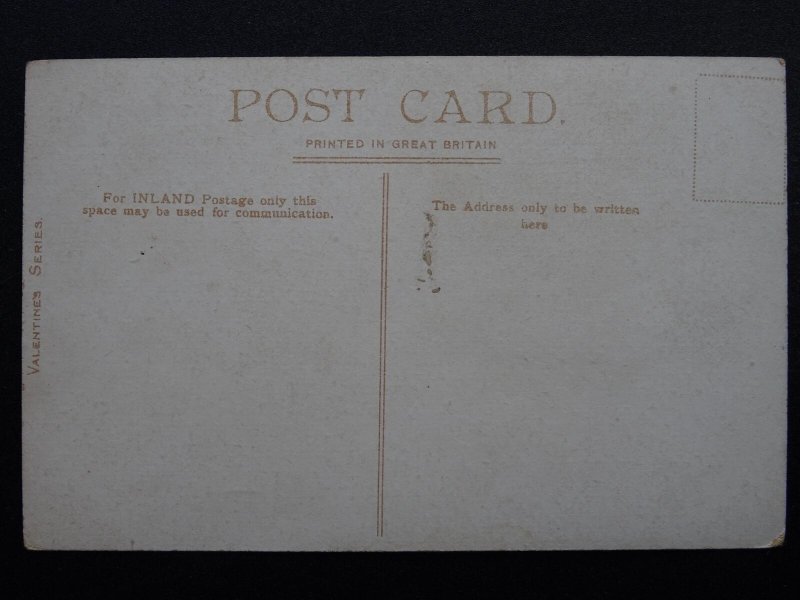 POST CARD.
PRINTED IN GREAT BRITAIN
For INLAND Postage only this
space may be used for communication.
The Address only to be written
here
VALENTINE'S SERIES.